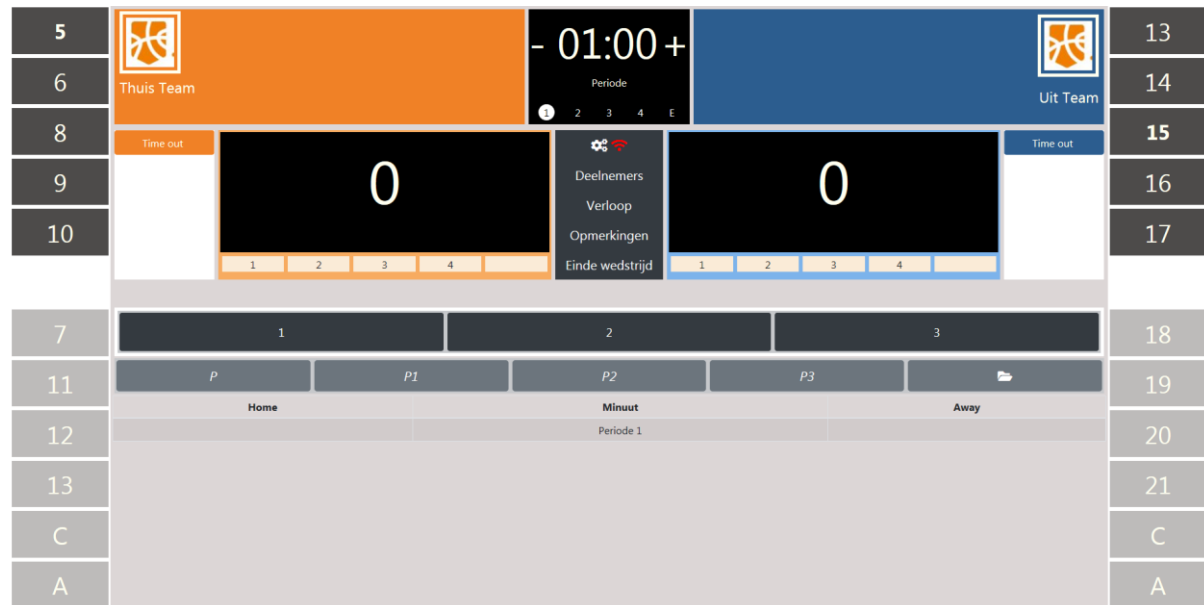 5
6
8
9
10
7
11
12
13
C
A
Thuis Team
- 01:00 +
Periode
1 2 3 4 E
Uit Team
Time out
0
1 2 3 4
Deelnemers
Verloop
Opmerkingen
Einde wedstrijd
0
1 2 3 4
Time out
1 2 3
P P1 P2 P3
Home Minuut Away
Periode 1
13
14
15
16
17
18
19
20
21
C
A